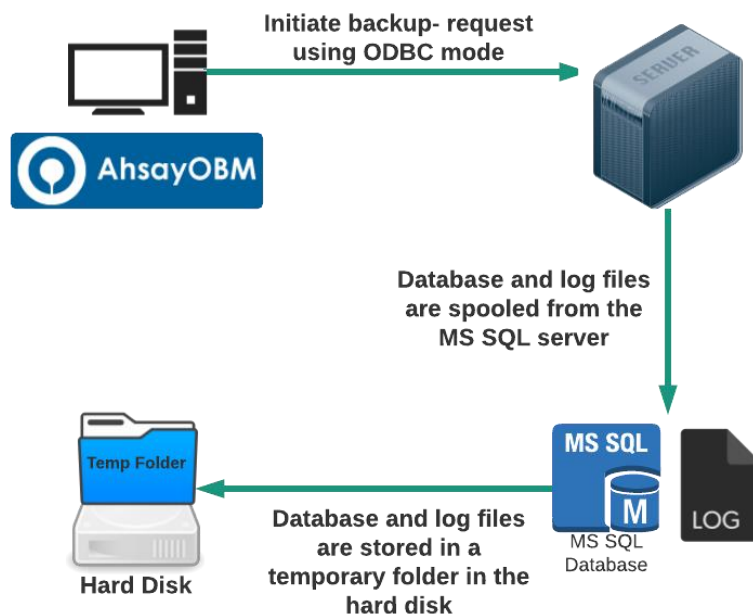 Initiate backup- request
using ODBC mode
SERVER
AhsayOBM
Database and log files
are spooled from the
MS SQL server
Temp Folder
MS SQL
M
LOG
MS SQL
Database
Hard Disk
Database and log files
are stored in a
temporary folder in the
hard disk